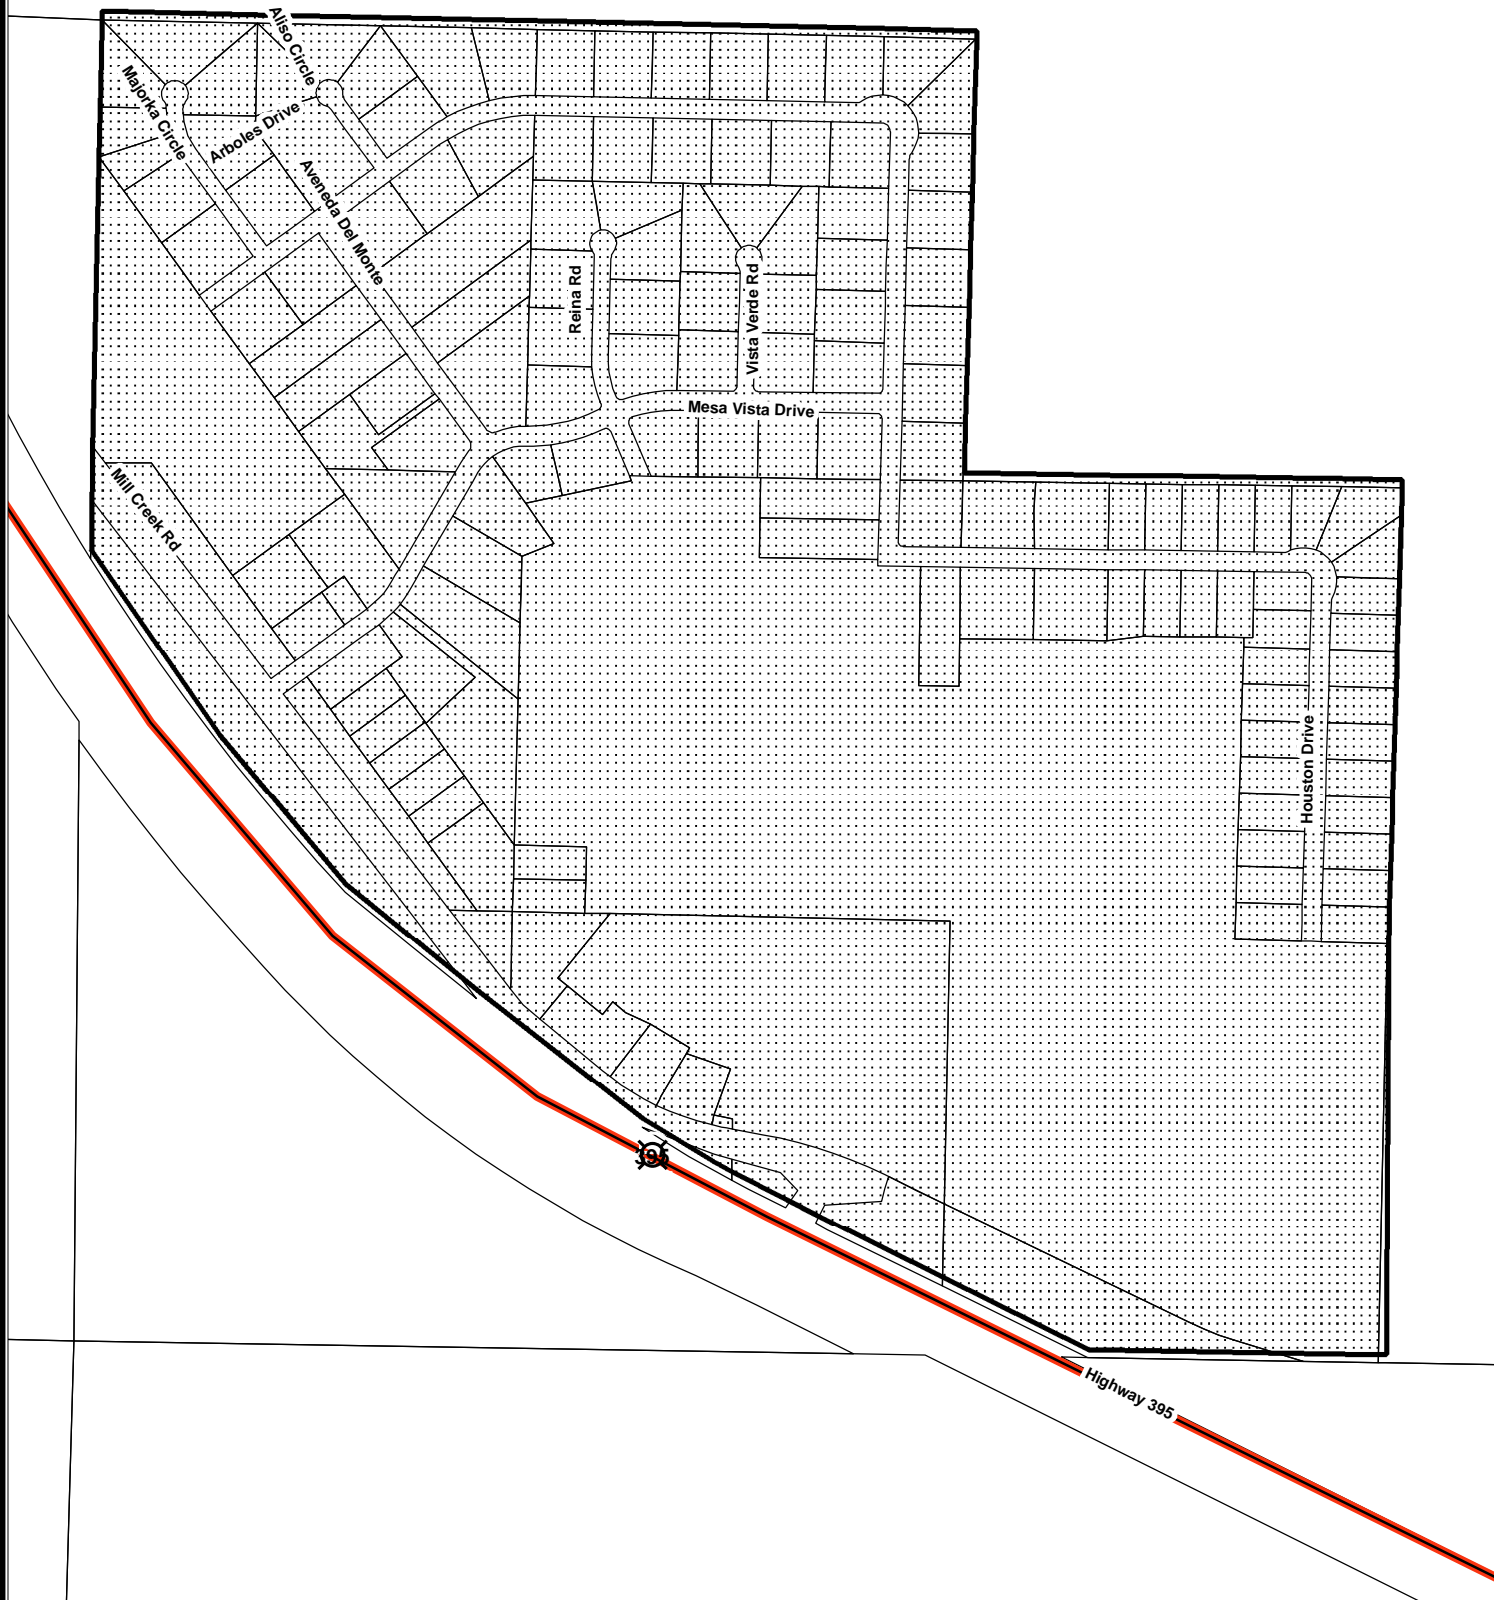 Aliso Circle
Majorka Circle
Arboles Drive
Aveneda Del Monte
Reina Rd
Vista Verde Rd
Mesa Vista Drive
Mill Creek Rd
Houston Drive
395
Highway 395